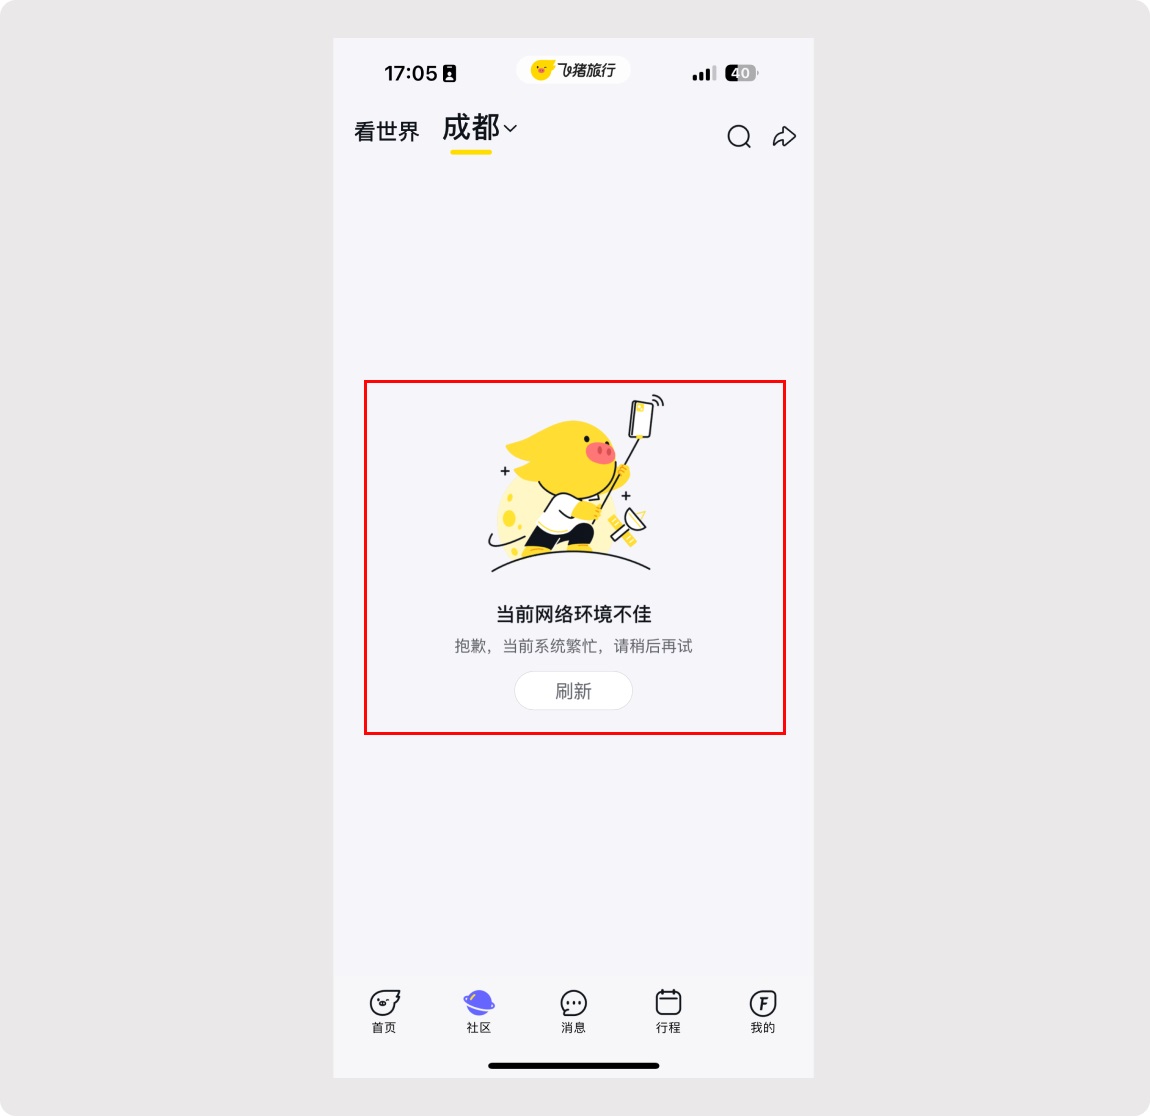 17:05
飞猪旅行
40
看世界 成都
当前网络环境不佳
抱歉，当前系统繁忙，请稍后再试
刷新
首页 社区 消息 行程 我的